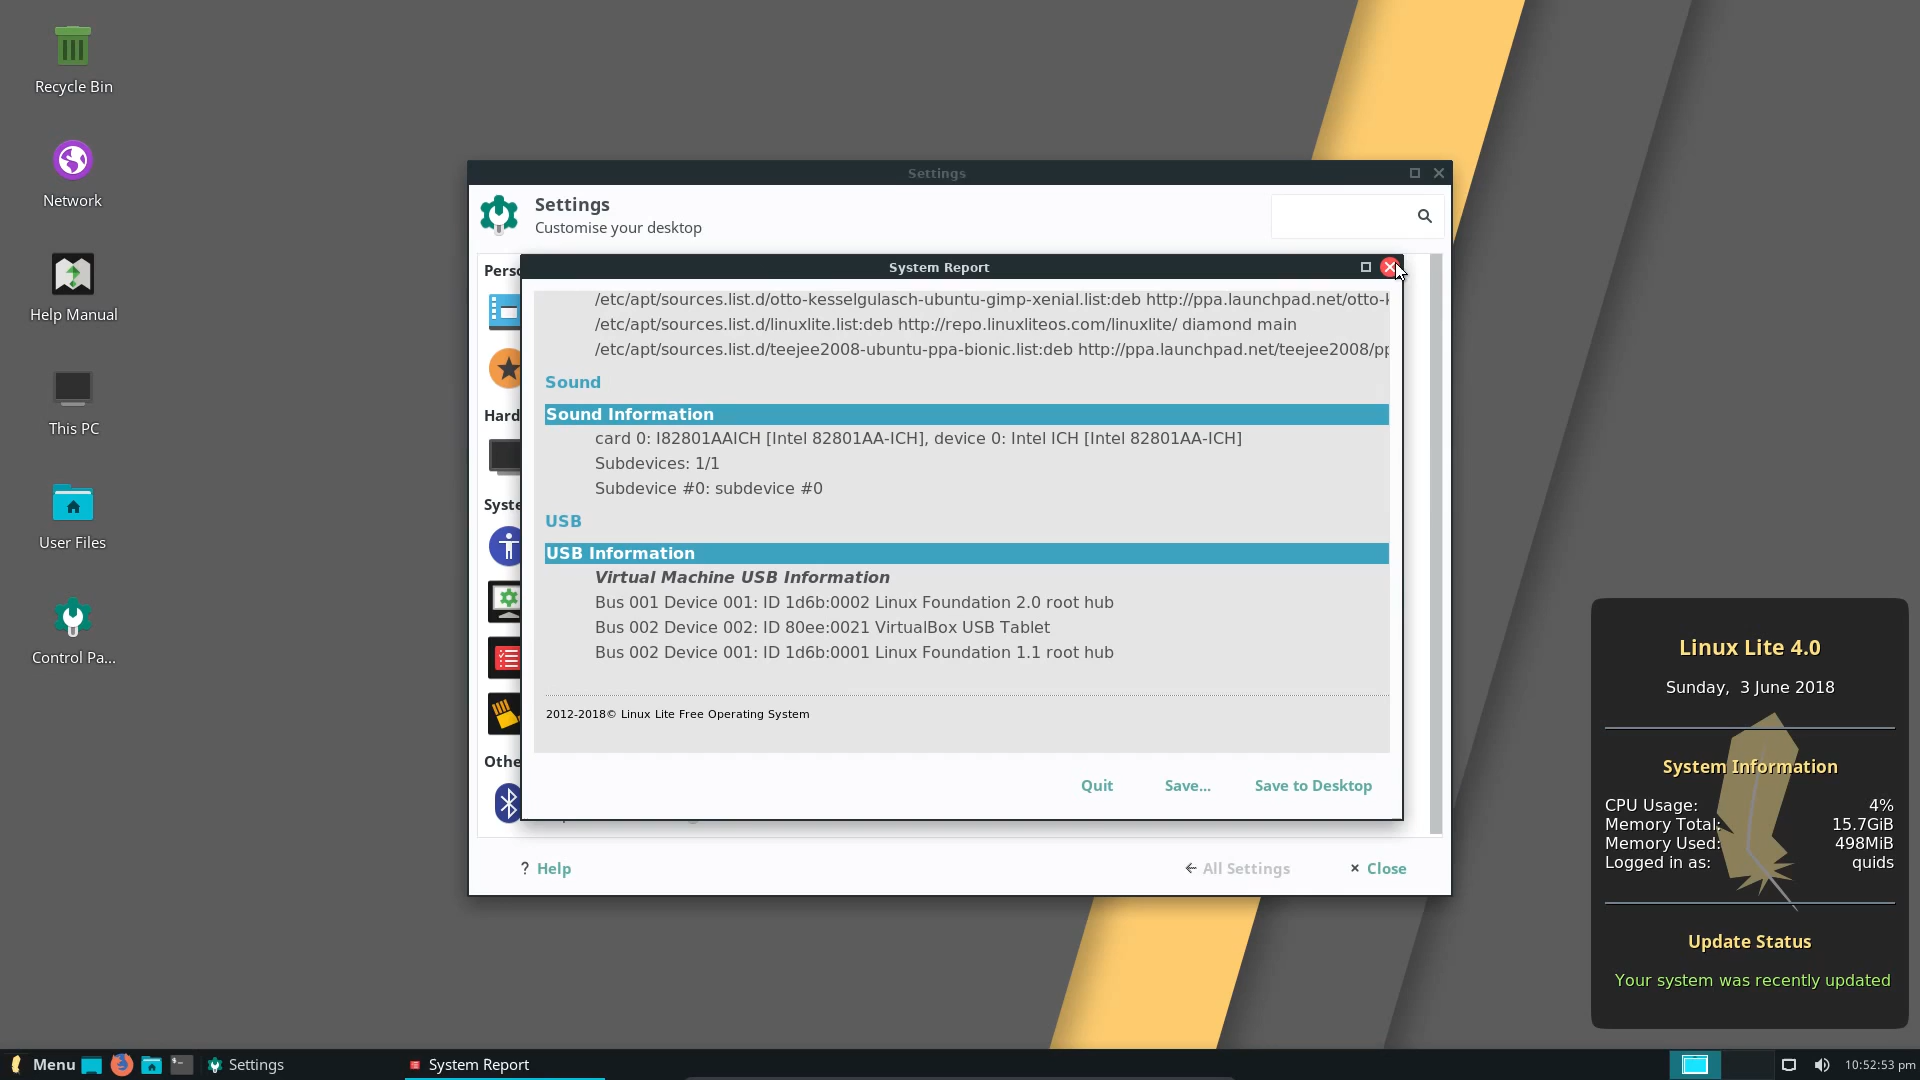 Recycle Bin
Network
Help Manual
This PC
User Files
Control Pa...
Settings
Settings
Customise your desktop
Perso
Hard
Syste
Othe
System Report
/etc/apt/sources.list.d/otto-kesselgulasch-ubuntu-gimp-xenial.list:deb http://ppa.launchpad.net/otto-k
/etc/apt/sources.list.d/linuxlite.list:deb http://repo.linuxliteos.com/linuxlite/ diamond main
/etc/apt/sources.list.d/teejee2008-ubuntu-ppa-bionic.list:deb http://ppa.launchpad.net/teejee2008/pp
Sound
Sound Information
card 0: I82801AAICH [Intel 82801AA-ICH], device 0: Intel ICH [Intel 82801AA-ICH]
Subdevices: 1/1
Subdevice #0: subdevice #0
USB
USB Information
Virtual Machine USB Information
Bus 001 Device 001: ID 1d6b:0002 Linux Foundation 2.0 root hub
Bus 002 Device 002: ID 80ee:0021 VirtualBox USB Tablet
Bus 002 Device 001: ID 1d6b:0001 Linux Foundation 1.1 root hub
2012-2018© Linux Lite Free Operating System
Quit Save... Save to Desktop
? Help All Settings Close
Linux Lite 4.0
Sunday, 3 June 2018
System Information
CPU Usage: 4%
Memory Total: 15.7GiB
Memory Used: 498MiB
Logged in as: quids
Update Status
Your system was recently updated
Menu Settings System Report 10:52:53 pm